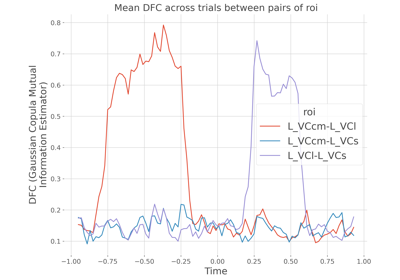 Mean DFC across trials between pairs of roi
DFC (Gaussian Copula Mutual
Information Estimator)
0.8
0.7
0.6
0.5
0.4
0.3
0.2
0.1
roi
L_VCcm-L_VCl
L_VCcm-L_VCs
L_VCl-L_VCs
−1.00 −0.75 −0.50 −0.25 0.00 0.25 0.50 0.75 1.00
Time